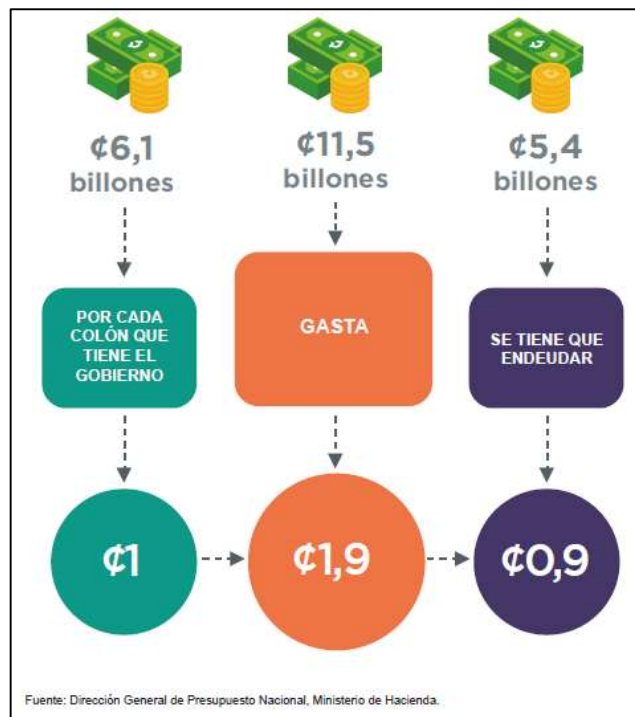 ₡6,1
billones
₡11,5
billones
₡5,4
billones
POR CADA
COLÓN QUE
TIENE EL
GOBIERNO
GASTA
SE TIENE QUE
ENDEUDAR
₡1
₡1,9
₡0,9
Fuente: Dirección General de Presupuesto Nacional, Ministerio de Hacienda.